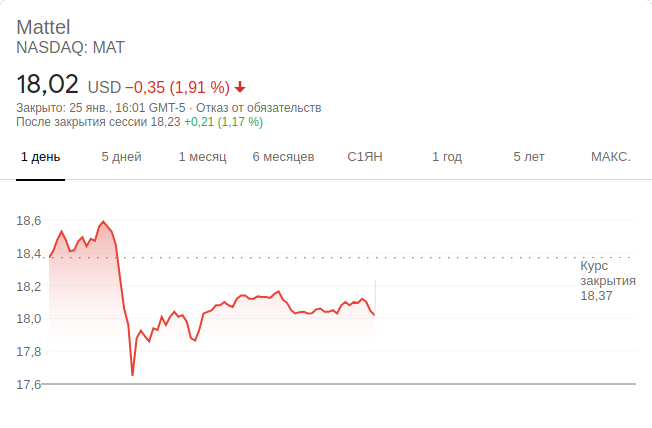 Mattel
NASDAQ: MAT
18,02 USD −0,35 (1,91 %)
Закрыто: 25 янв., 16:01 GMT-5 · Отказ от обязательств
После закрытия сессии 18,23 +0,21 (1,17 %)
1 день 5 дней 1 месяц 6 месяцев С1ЯН 1 год 5 лет МАКС.
18,6
18,4
Курс
закрытия
18,37
18,2
18,0
17,8
17,6